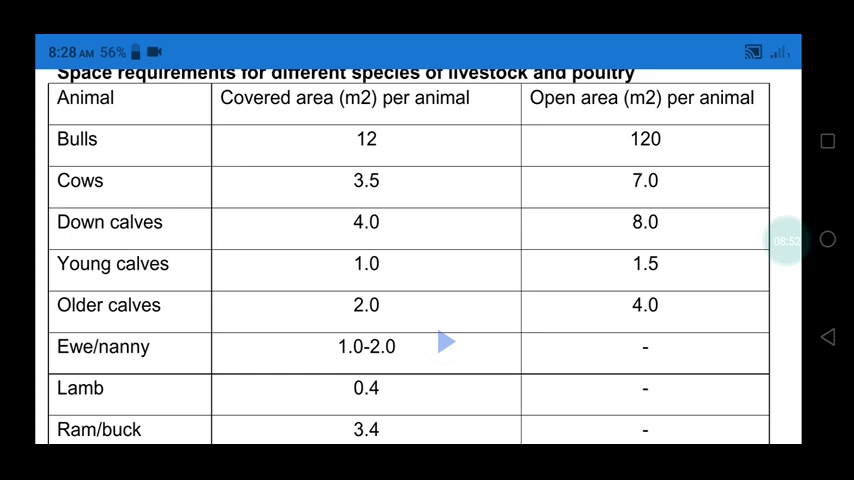 8:28 AM 56%
Space requirements for different species of livestock and poultry
Animal Covered area (m2) per animal Open area (m2) per animal
Bulls 12 120
Cows 3.5 7.0
Down calves 4.0 8.0
Young calves 1.0 1.5
Older calves 2.0 4.0
Ewe/nanny 1.0-2.0 -
Lamb 0.4 -
Ram/buck 3.4 -
08:52